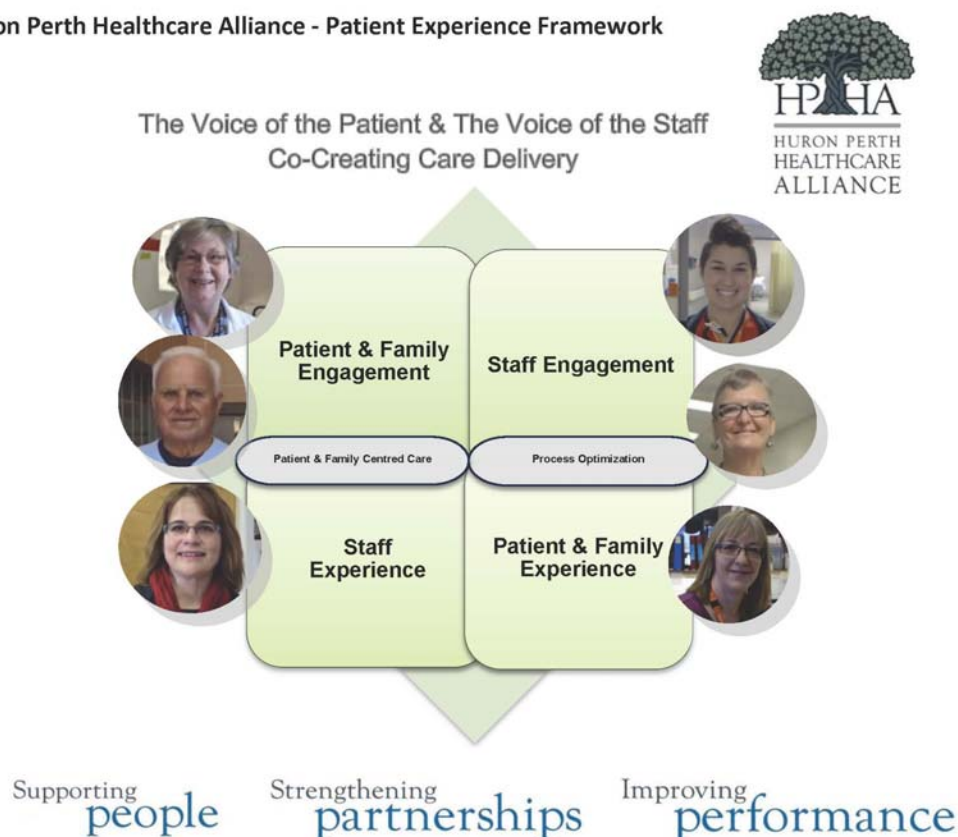 on Perth Healthcare Alliance - Patient Experience Framework
HPHA
HURON PERTH
HEALTHCARE
ALLIANCE
The Voice of the Patient & The Voice of the Staff
Co-Creating Care Delivery
Patient & Family
Engagement
Staff Engagement
Patient & Family Centred Care
Process Optimization
Staff
Experience
Patient & Family
Experience
Supporting
people
Strengthening
partnerships
Improving
performance